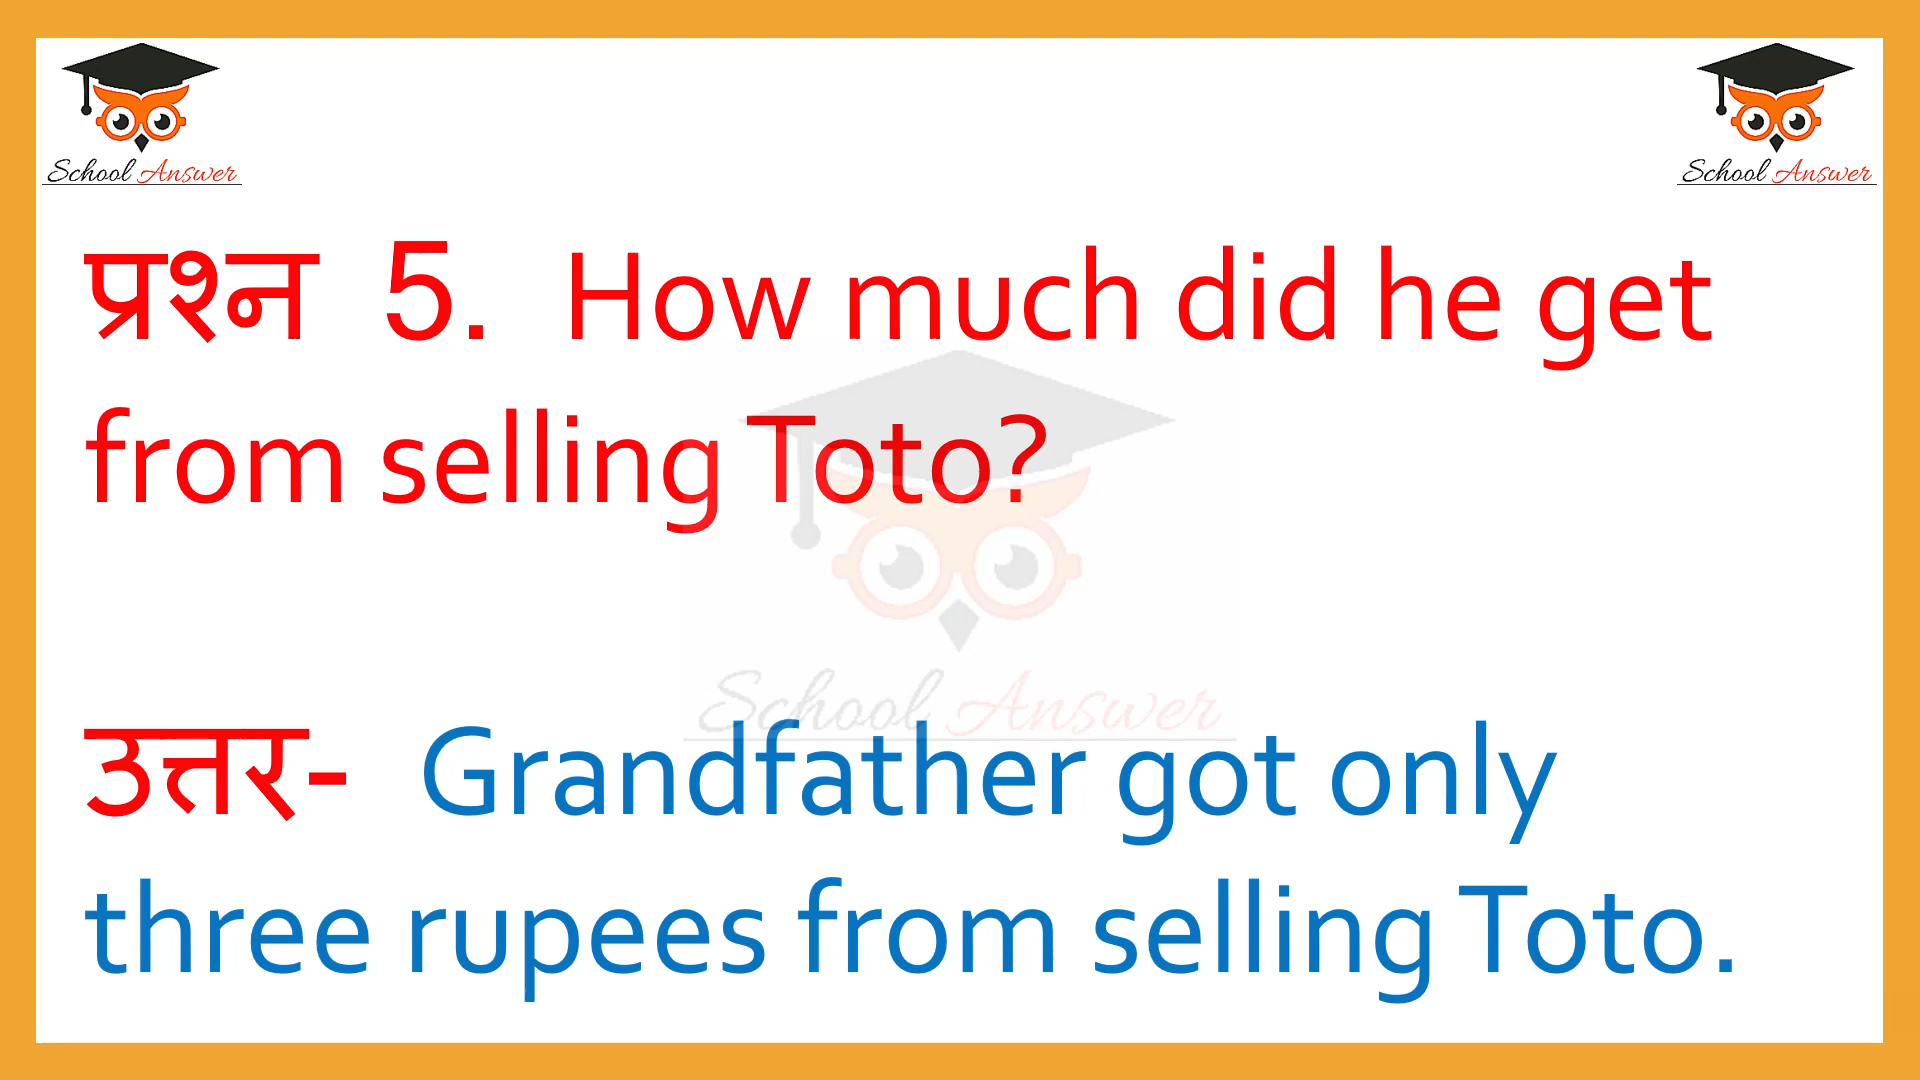 School Answer
School Answer
प्रश्न 5. How much did he get
from selling Toto?
School Answer
उत्तर- Grandfather got only
three rupees from selling Toto.